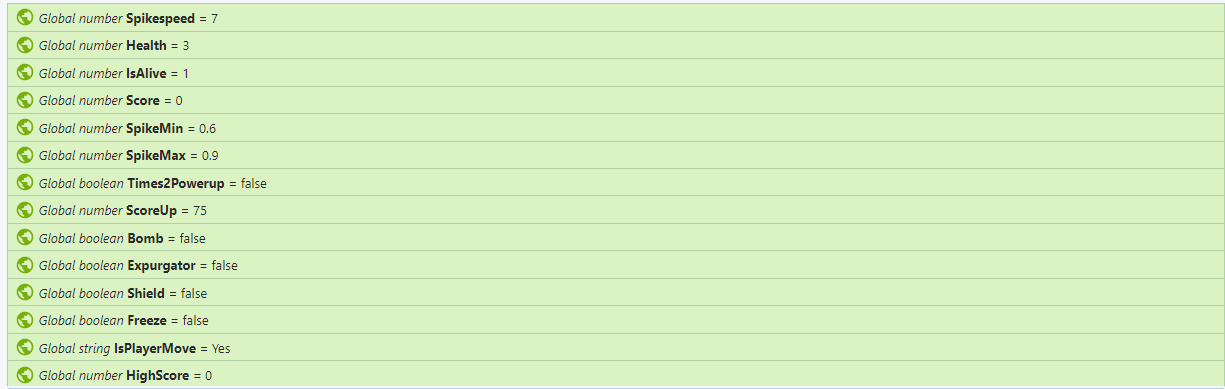 Global number Spikespeed = 7
Global number Health = 3
Global number IsAlive = 1
Global number Score = 0
Global number SpikeMin = 0.6
Global number SpikeMax = 0.9
Global boolean Times2Powerup = false
Global number ScoreUp = 75
Global boolean Bomb = false
Global boolean Expurgator = false
Global boolean Shield = false
Global boolean Freeze = false
Global string IsPlayerMove = Yes
Global number HighScore = 0